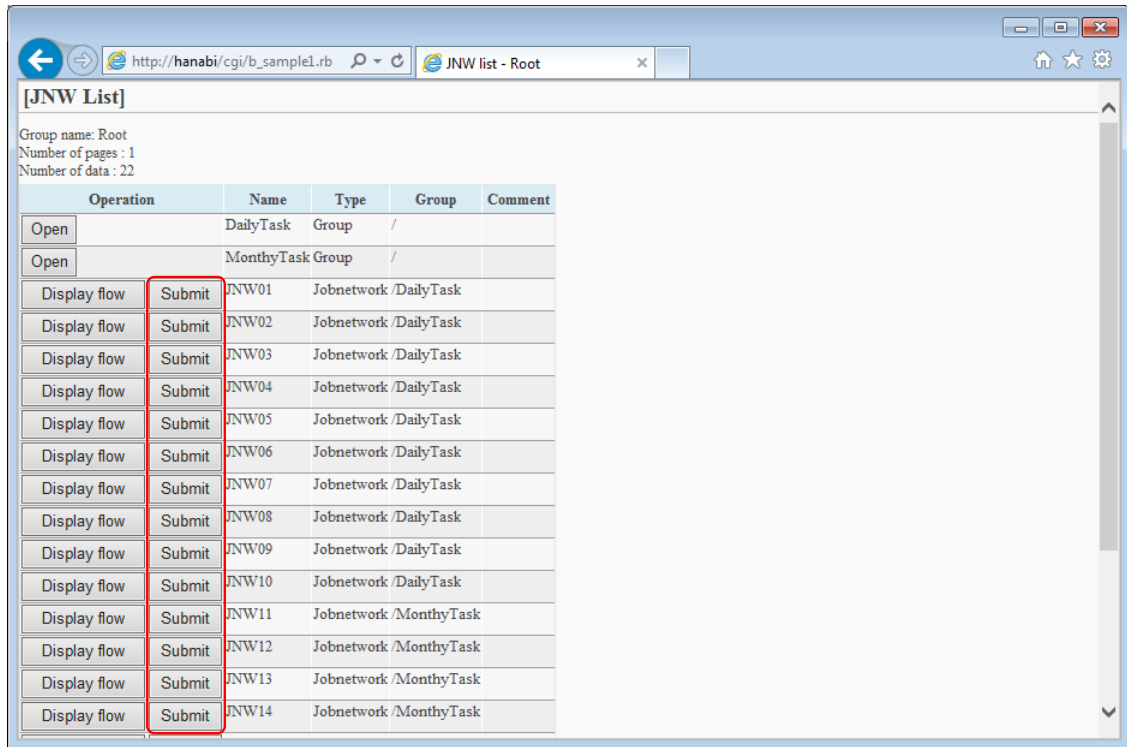 http://hanabi/cgi/b_sample1.rb JNW list - Root
[JNW List]
Group name: Root
Number of pages : 1
Number of data : 22
Operation Name Type Group Comment
Open DailyTask Group /
Open MonthyTask Group /
Display flow Submit JNW01 Jobnetwork /DailyTask
Display flow Submit JNW02 Jobnetwork /DailyTask
Display flow Submit JNW03 Jobnetwork /DailyTask
Display flow Submit JNW04 Jobnetwork /DailyTask
Display flow Submit JNW05 Jobnetwork /DailyTask
Display flow Submit JNW06 Jobnetwork /DailyTask
Display flow Submit JNW07 Jobnetwork /DailyTask
Display flow Submit JNW08 Jobnetwork /DailyTask
Display flow Submit JNW09 Jobnetwork /DailyTask
Display flow Submit JNW10 Jobnetwork /DailyTask
Display flow Submit JNW11 Jobnetwork /MonthyTask
Display flow Submit JNW12 Jobnetwork /MonthyTask
Display flow Submit JNW13 Jobnetwork /MonthyTask
Display flow Submit JNW14 Jobnetwork /MonthyTask